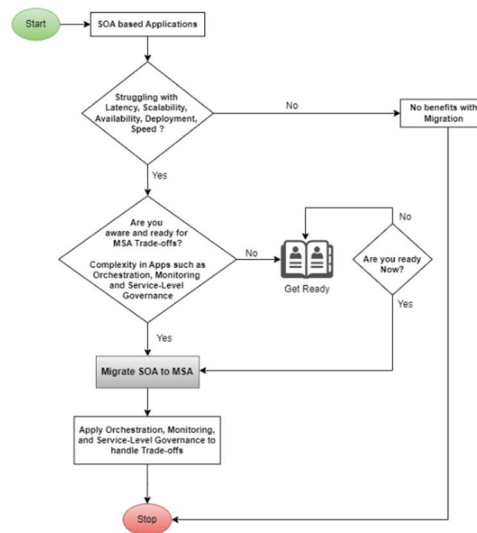 Start
SOA based Applications
Struggling with
Latency, Scalability,
Availability, Deployment,
Speed ?
No
No benefits with
Migration
Yes
Are you
aware and ready for
MSA Trade-offs?
Complexity in Apps such as
Orchestration, Monitoring
and Service-Level
Governance
No
Get Ready
No
Are you ready
Now?
Yes
Yes
Migrate SOA to MSA
Apply Orchestration, Monitoring,
and Service-Level Governance to
handle Trade-offs
Stop